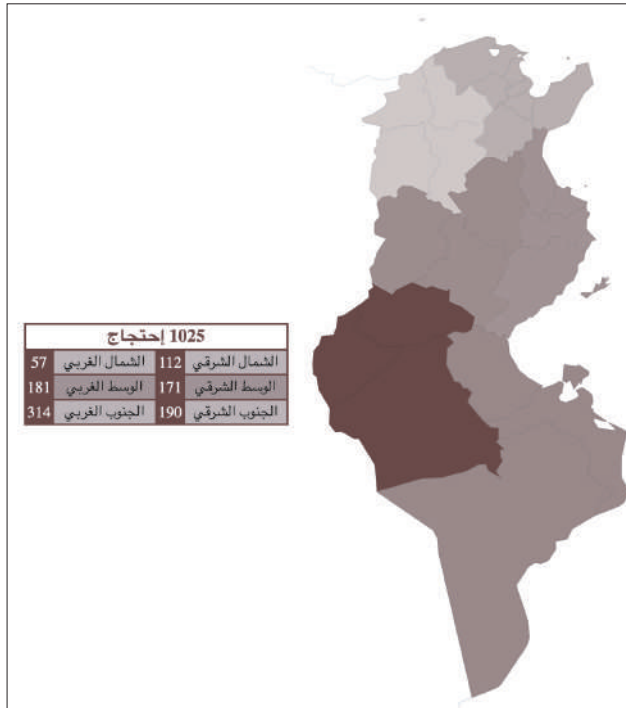 1025 إحتجاج
الشمال الشرقي 112 الشمال الغربي 57
الوسط الشرقي 171 الوسط الغربي 181
الجنوب الشرقي 190 الجنوب الغربي 314